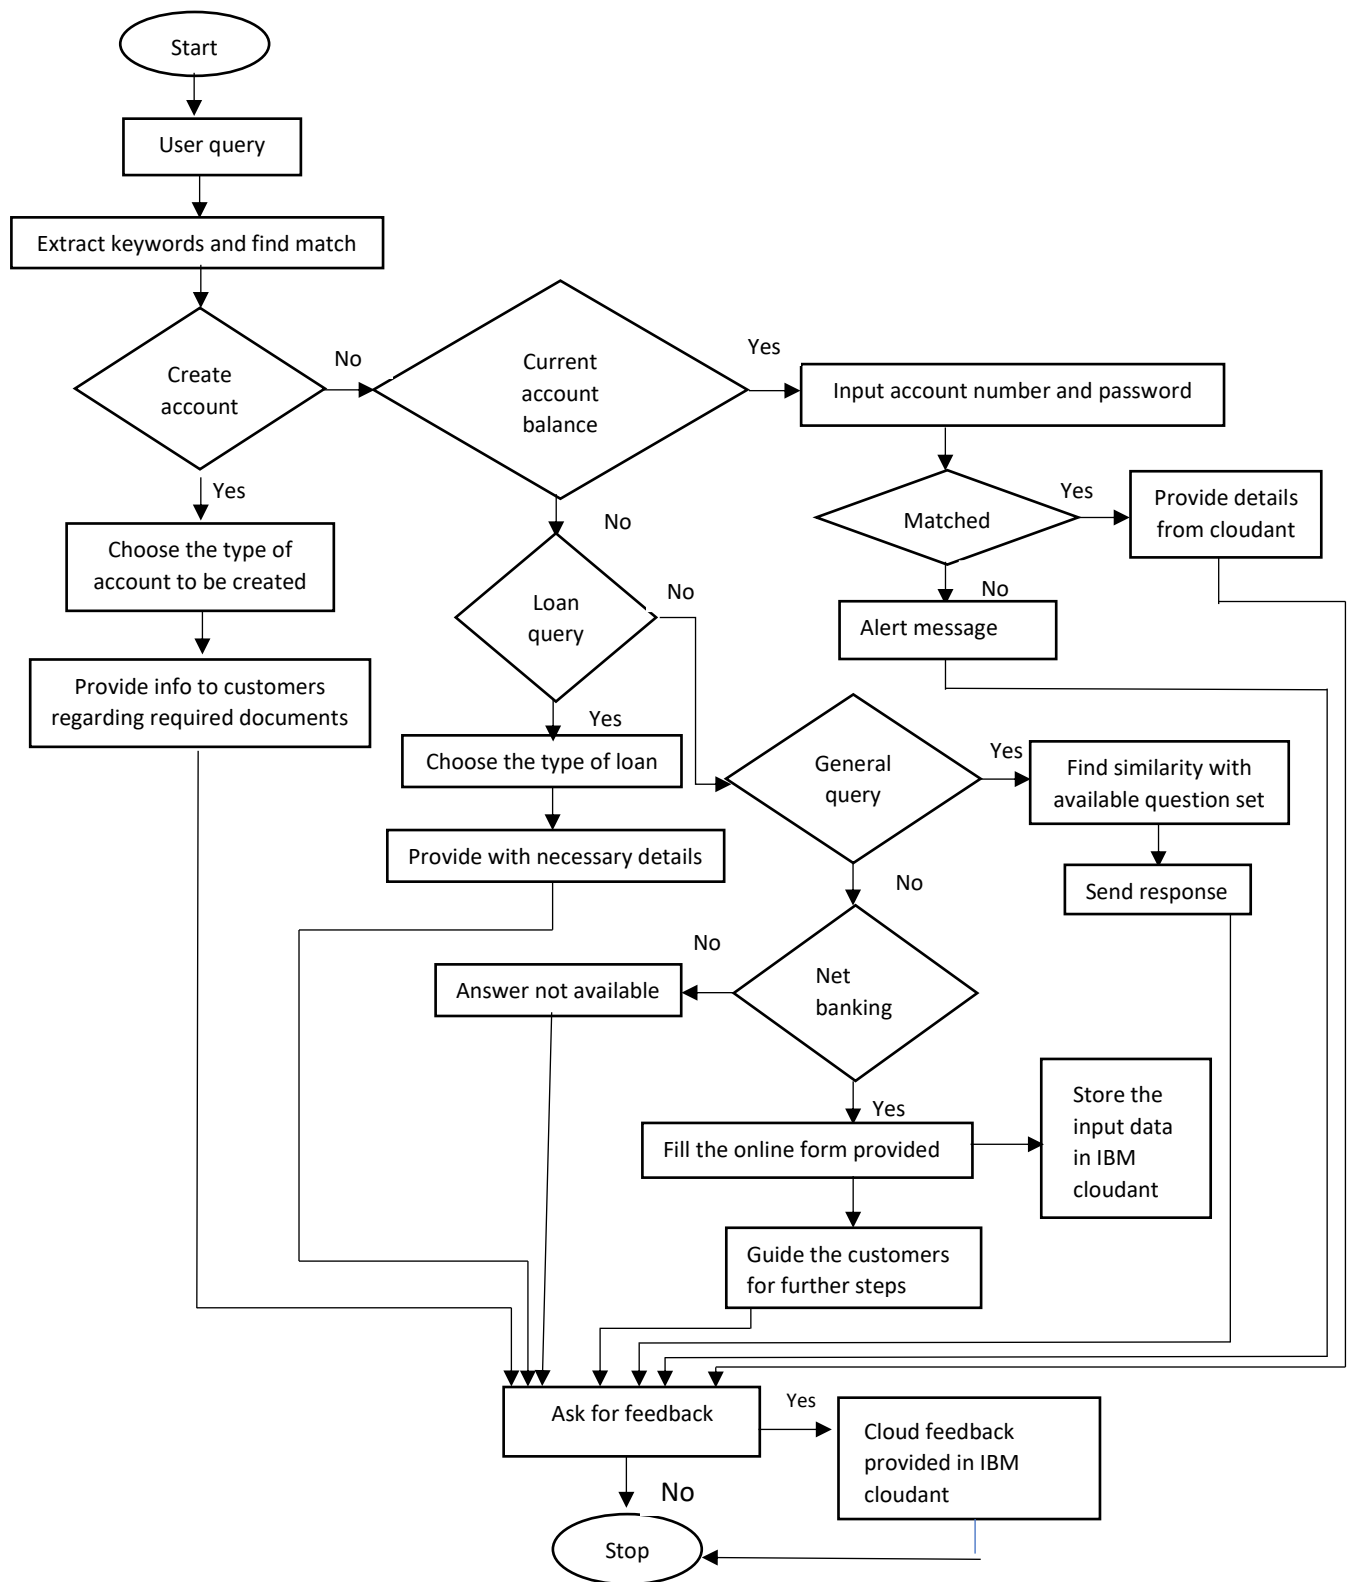 Start
User query
Extract keywords and find match
Create
account
No
Current
account
balance
Yes
Input account number and password
Yes
Choose the type of
account to be created
Provide info to customers
regarding required documents
Matched
Yes
Provide details
from cloudant
No
Alert message
No
Loan
query
No
Yes
Choose the type of loan
Provide with necessary details
General
query
Yes
Find similarity with
available question set
Send response
No
Net
banking
No
Answer not available
Yes
Fill the online form provided
Store the
input data
in IBM
cloudant
Guide the customers
for further steps
Ask for feedback
Yes
Cloud feedback
provided in IBM
cloudant
No
Stop